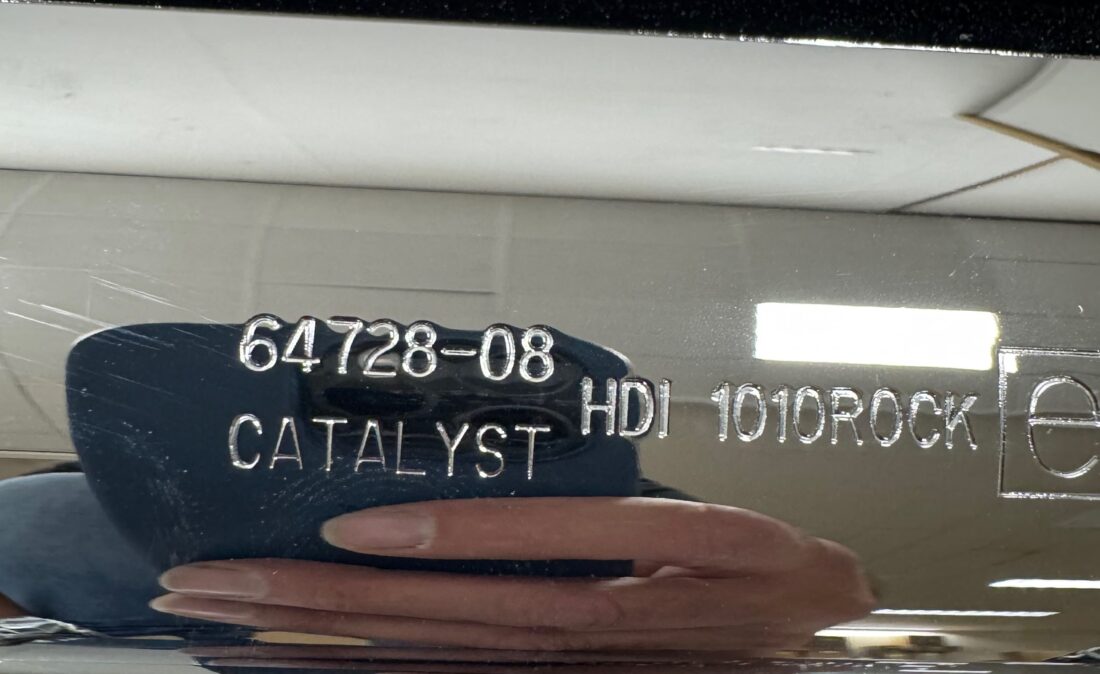 64728-08
CATALYST
HDI 1010ROCK e